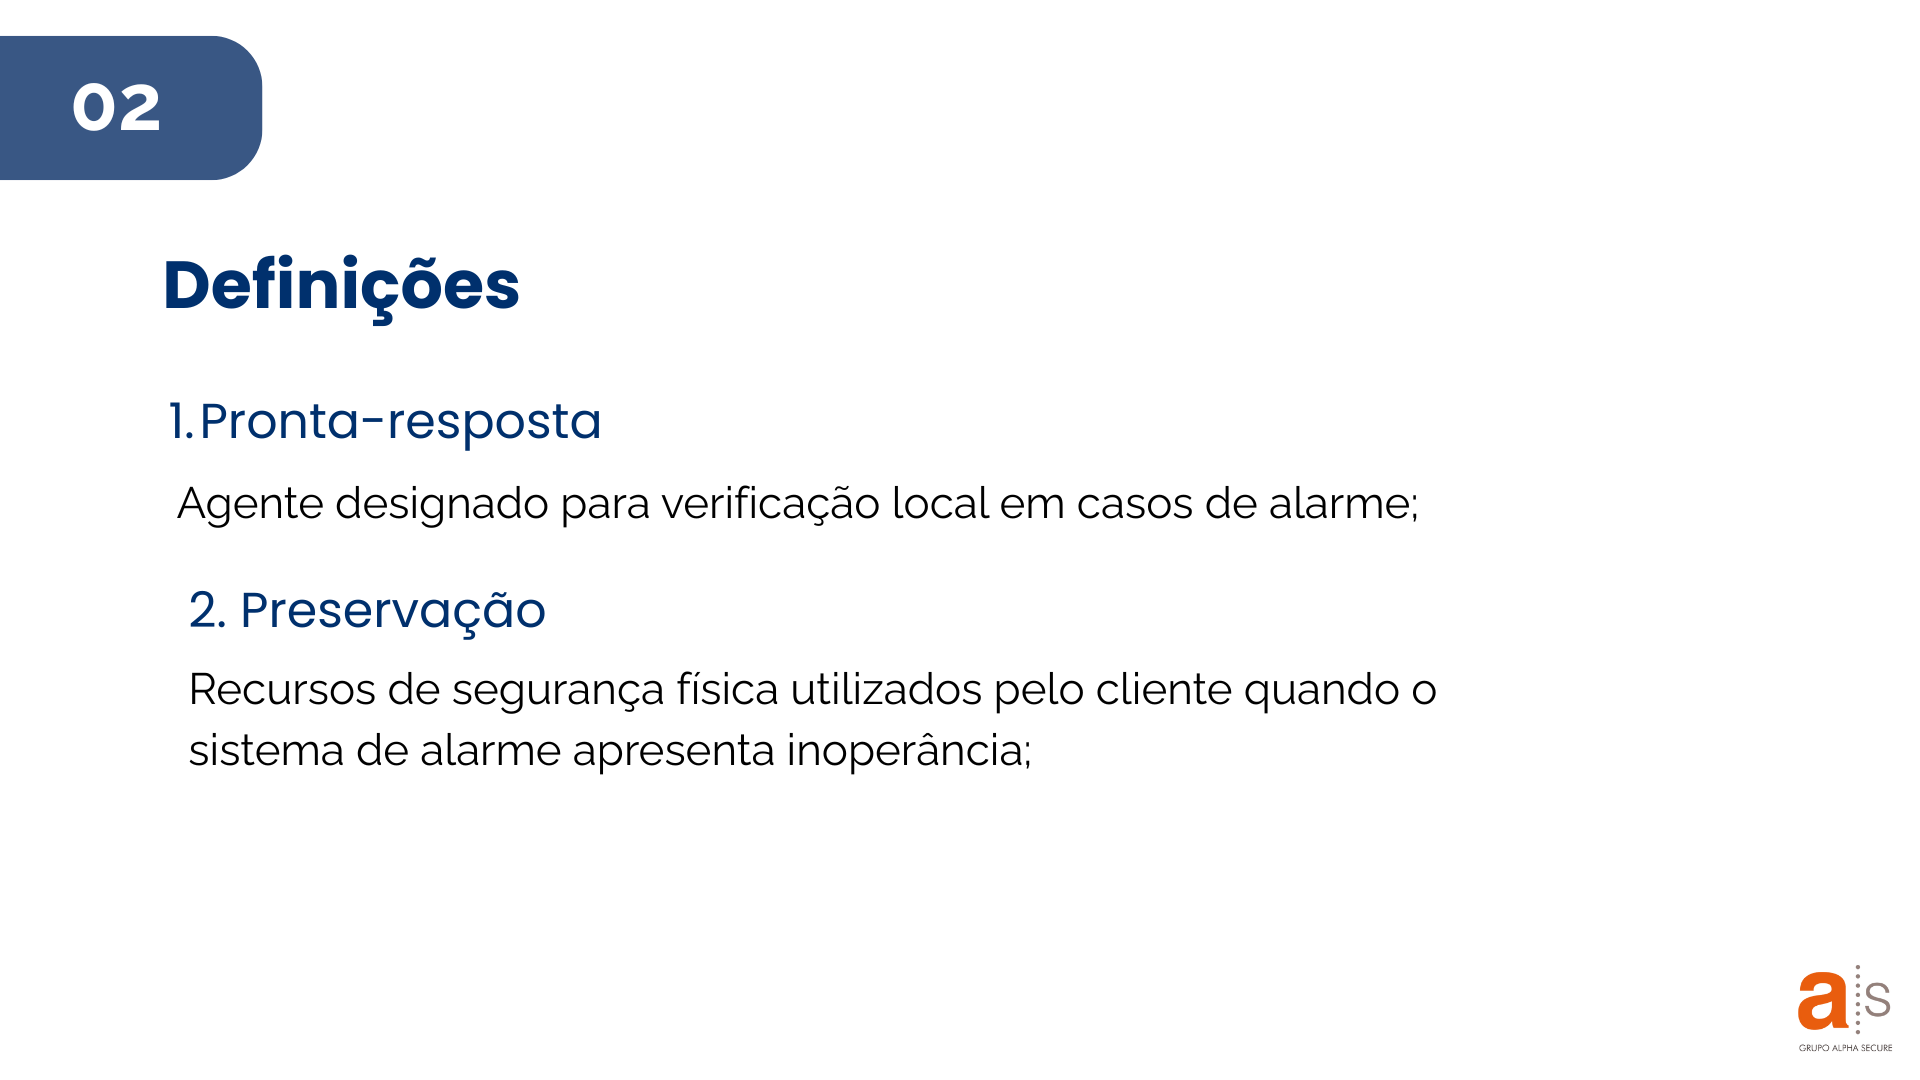 02
Definições
1. Pronta-resposta
Agente designado para verificação local em casos de alarme;
2. Preservação
Recursos de segurança física utilizados pelo cliente quando o
sistema de alarme apresenta inoperância;
a s
GRUPO ALPHA SECURE